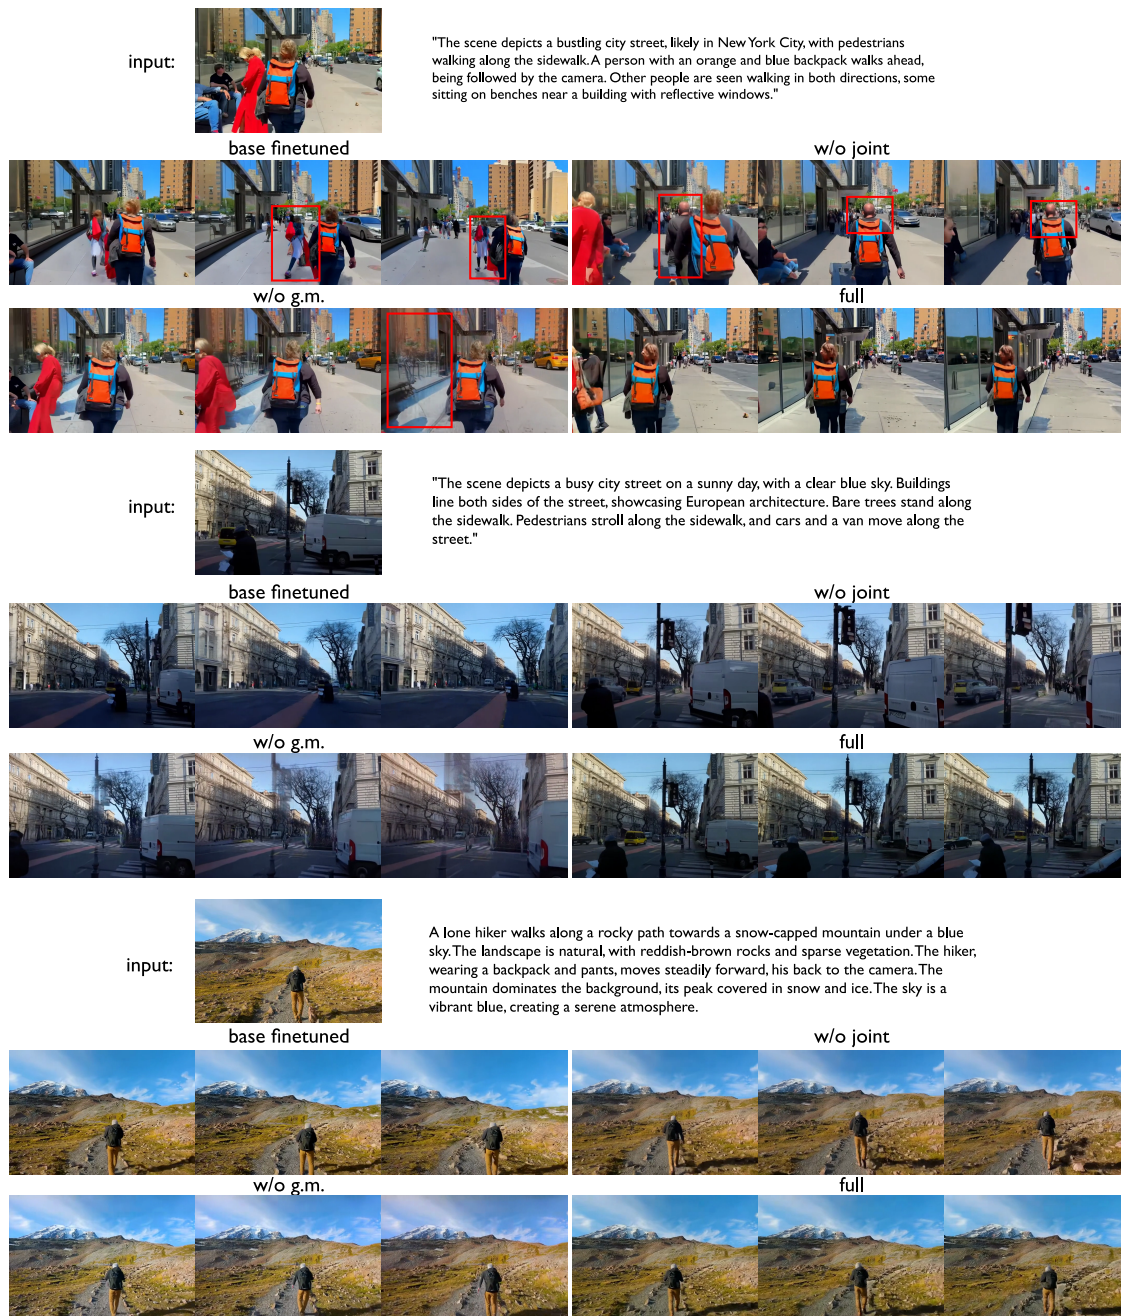 input:
"The scene depicts a bustling city street, likely in New York City, with pedestrians
walking along the sidewalk. A person with an orange and blue backpack walks ahead,
being followed by the camera. Other people are seen walking in both directions, some
sitting on benches near a building with reflective windows."
base finetuned
w/o joint
w/o g.m.
full
input:
"The scene depicts a busy city street on a sunny day, with a clear blue sky. Buildings
line both sides of the street, showcasing European architecture. Bare trees stand along
the sidewalk. Pedestrians stroll along the sidewalk, and cars and a van move along the
street."
base finetuned
w/o joint
w/o g.m.
full
input:
A lone hiker walks along a rocky path towards a snow-capped mountain under a blue
sky. The landscape is natural, with reddish-brown rocks and sparse vegetation. The hiker,
wearing a backpack and pants, moves steadily forward, his back to the camera. The
mountain dominates the background, its peak covered in snow and ice. The sky is a
vibrant blue, creating a serene atmosphere.
base finetuned
w/o joint
w/o g.m.
full